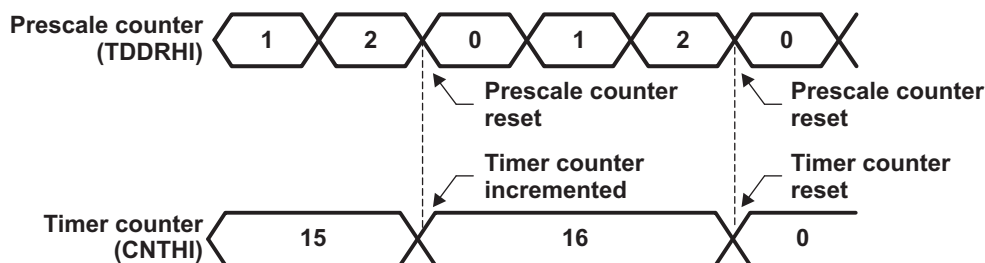 Prescale counter
(TDDRHI)
1 2 0 1 2 0
Prescale counter
reset
Prescale counter
reset
Timer counter
incremented
Timer counter
reset
Timer counter
(CNTHI)
15 16 0